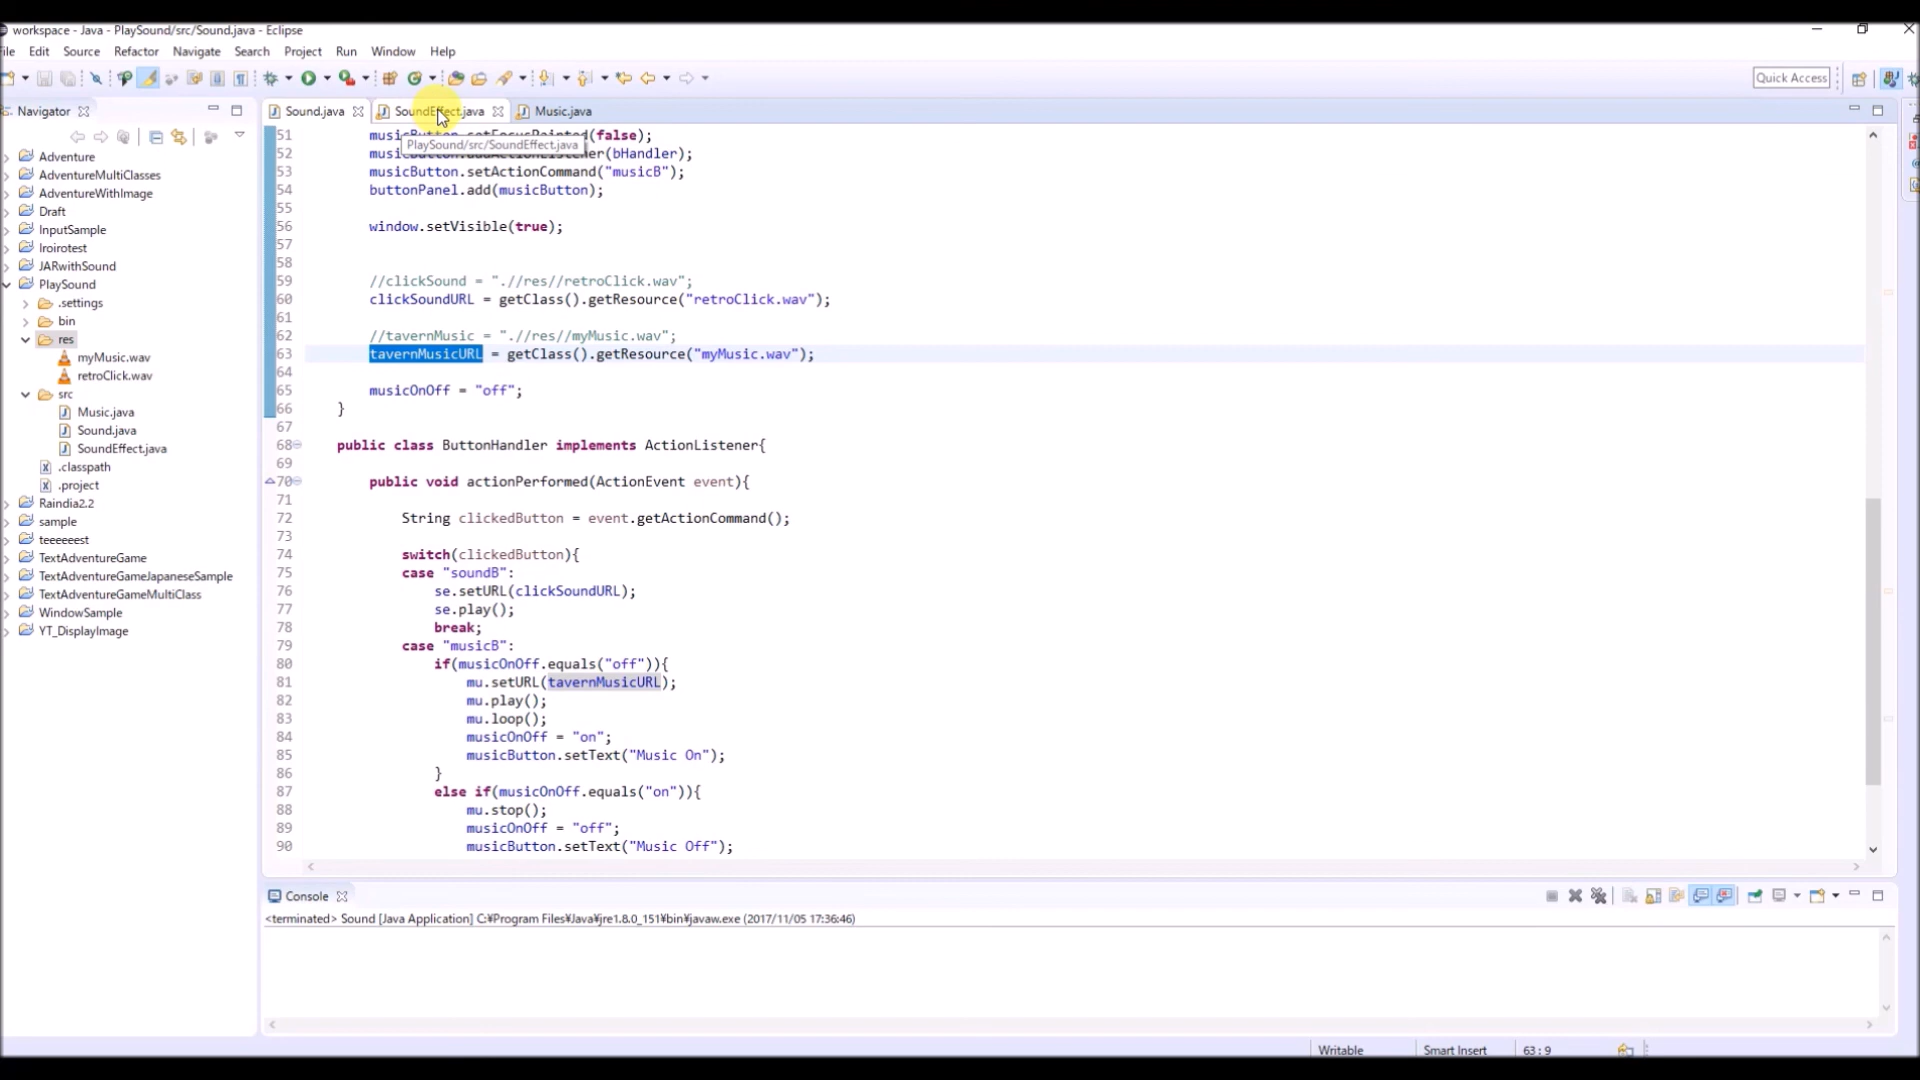 workspace - Java - PlaySound/src/Sound.java - Eclipse
File Edit Source Refactor Navigate Search Project Run Window Help
Quick Access
Navigator
Sound.java SoundEffect.java Music.java
PlaySound/src/SoundEffect.java
Adventure
AdventureMultiClasses
AdventureWithImage
Draft
InputSample
Iroirotest
JARwithSound
PlaySound
.settings
bin
res
myMusic.wav
retroClick.wav
src
Music.java
Sound.java
SoundEffect.java
.classpath
.project
Raindia2.2
sample
teeeeeest
TextAdventureGame
TextAdventureGameJapaneseSample
TextAdventureGameMultiClass
WindowSample
YT_DisplayImage
51 musicButton.setFocusPainted(false);
52 musicButton.addActionListener(bHandler);
53 musicButton.setActionCommand("musicB");
54 buttonPanel.add(musicButton);
55
56 window.setVisible(true);
57
58
59 //clickSound = ".//res//retroClick.wav";
60 clickSoundURL = getClass().getResource("retroClick.wav");
61
62 //tavernMusic = ".//res//myMusic.wav";
63 tavernMusicURL = getClass().getResource("myMusic.wav");
64
65 musicOnOff = "off";
66 }
67
68 public class ButtonHandler implements ActionListener{
69
70 public void actionPerformed(ActionEvent event){
71
72 String clickedButton = event.getActionCommand();
73
74 switch(clickedButton){
75 case "soundB":
76 se.setURL(clickSoundURL);
77 se.play();
78 break;
79 case "musicB":
80 if(musicOnOff.equals("off")){
81 mu.setURL(tavernMusicURL);
82 mu.play();
83 mu.loop();
84 musicOnOff = "on";
85 musicButton.setText("Music On");
86 }
87 else if(musicOnOff.equals("on")){
88 mu.stop();
89 musicOnOff = "off";
90 musicButton.setText("Music Off");
Console
<terminated> Sound [Java Application] C:¥Program Files¥Java¥jre1.8.0_151¥bin¥javaw.exe (2017/11/05 17:36:46)
Writable Smart Insert 63 : 9